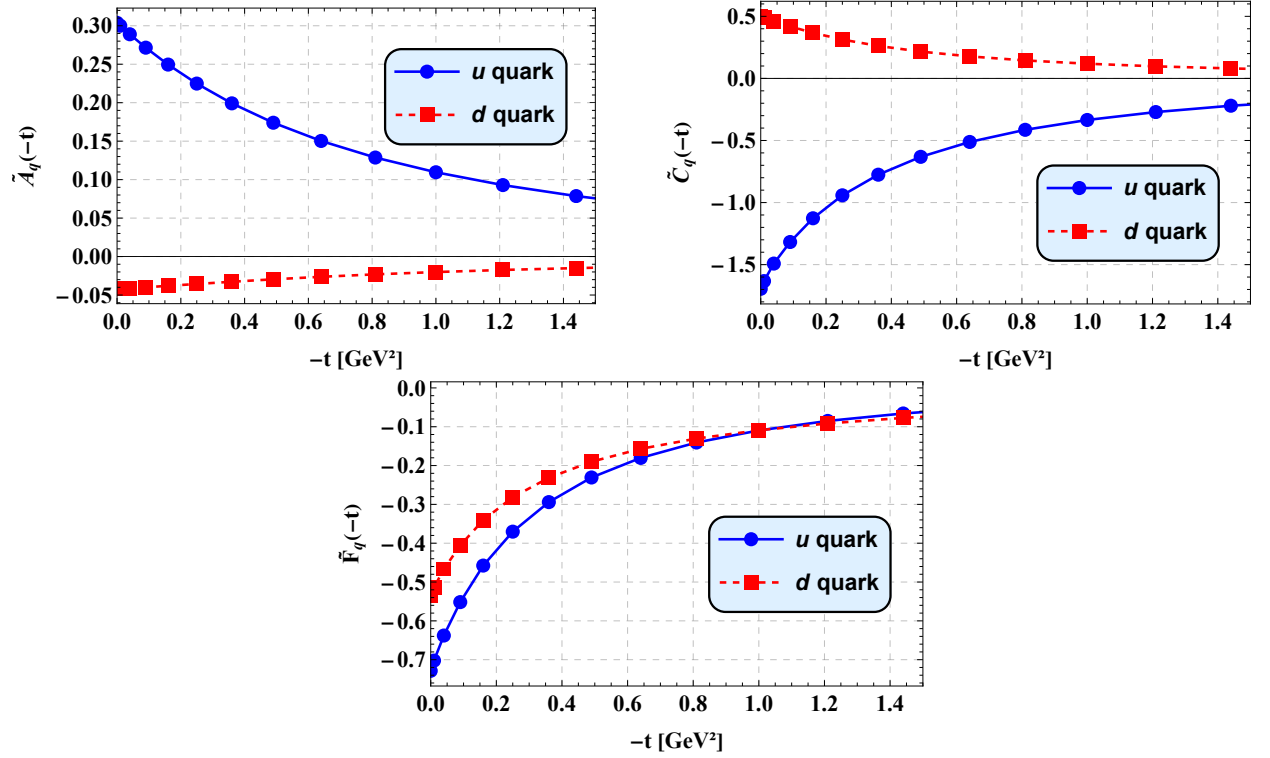 Ã_q(−t)
0.30
0.25
0.20
0.15
0.10
0.05
0.00
−0.05
u quark
d quark
0.0 0.2 0.4 0.6 0.8 1.0 1.2 1.4
−t [GeV²]
C̃_q(−t)
0.5
0.0
−0.5
−1.0
−1.5
u quark
d quark
0.0 0.2 0.4 0.6 0.8 1.0 1.2 1.4
−t [GeV²]
F̃_q(−t)
0.0
−0.1
−0.2
−0.3
−0.4
−0.5
−0.6
−0.7
u quark
d quark
0.0 0.2 0.4 0.6 0.8 1.0 1.2 1.4
−t [GeV²]